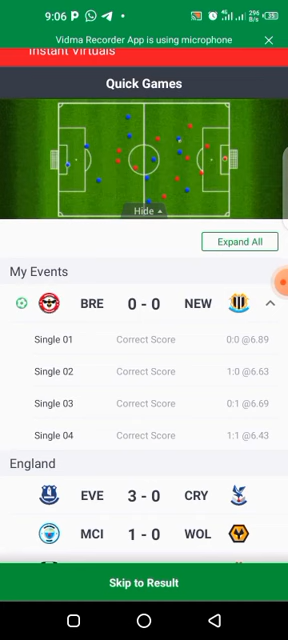 9:06 P 296 B/s 35
Vidma Recorder App is using microphone
Instant Virtuals
Quick Games
Hide
Expand All
My Events
BRE 0 - 0 NEW
Single 01 Correct Score 0:0 @6.89
Single 02 Correct Score 1:0 @6.63
Single 03 Correct Score 0:1 @6.69
Single 04 Correct Score 1:1 @6.43
England
EVE 3 - 0 CRY
MCI 1 - 0 WOL
Skip to Result